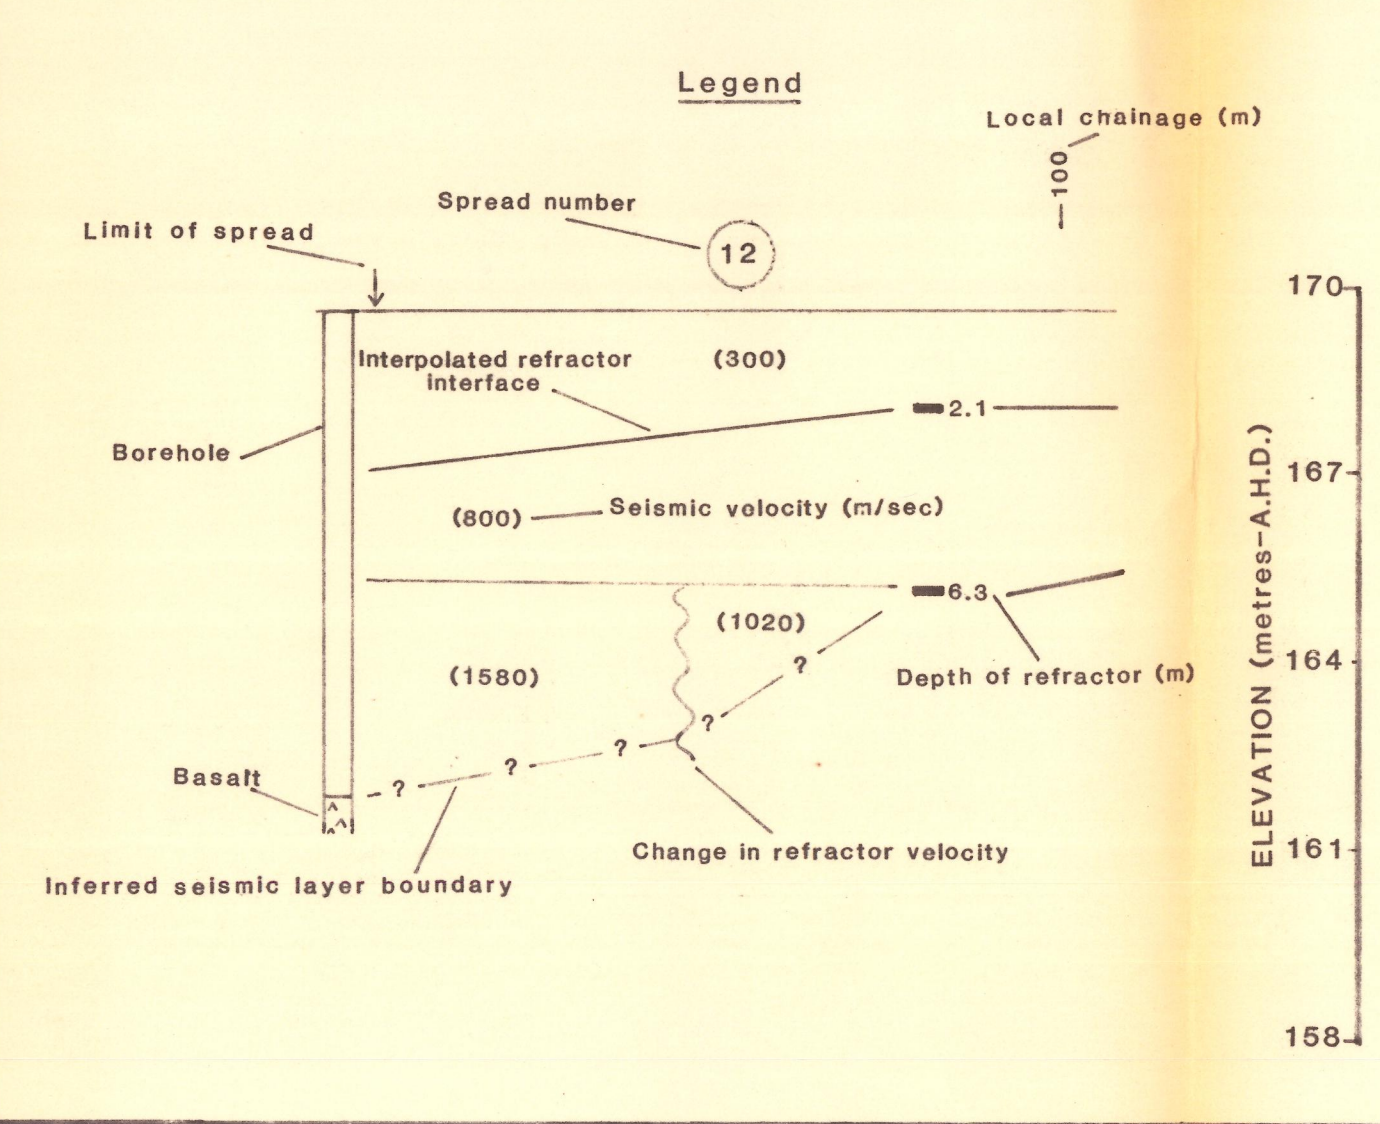 Legend
Local chainage (m)
100
Spread number
Limit of spread
12
170
Interpolated refractor
interface
(300)
2.1
Borehole
167
(800)
Seismic velocity (m/sec)
6.3
(1020)
ELEVATION (metres-A.H.D.)
164
?
(1580)
Depth of refractor (m)
?
?
?
?
Basalt
Change in refractor velocity
161
Inferred seismic layer boundary
158